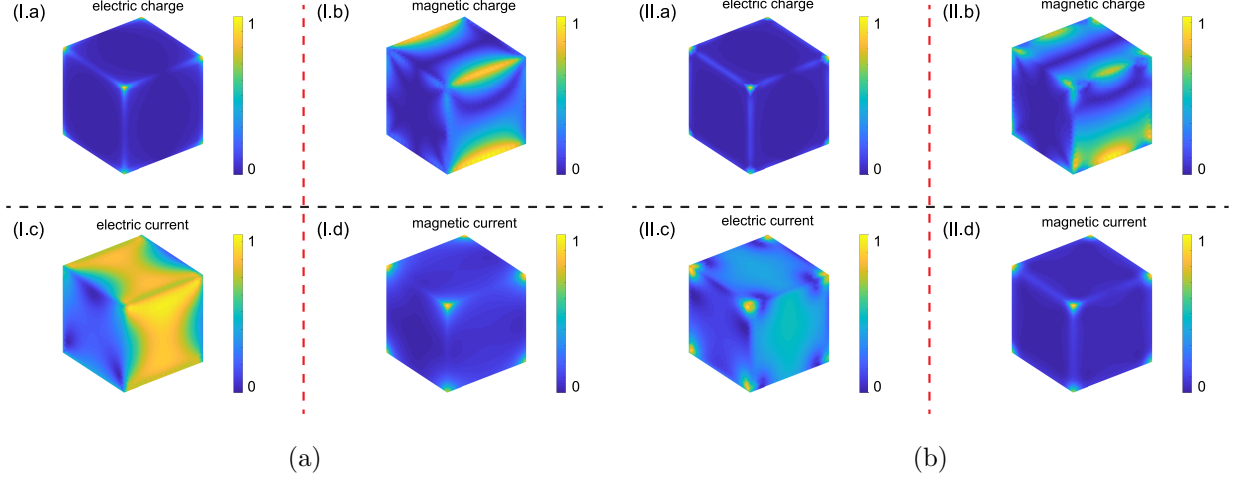 (I.a) electric charge 1 0
(I.b) magnetic charge 1 0
(II.a) electric charge 1 0
(II.b) magnetic charge 1 0
(I.c) electric current 1 0
(I.d) magnetic current 1 0
(II.c) electric current 1 0
(II.d) magnetic current 1 0
(a)
(b)